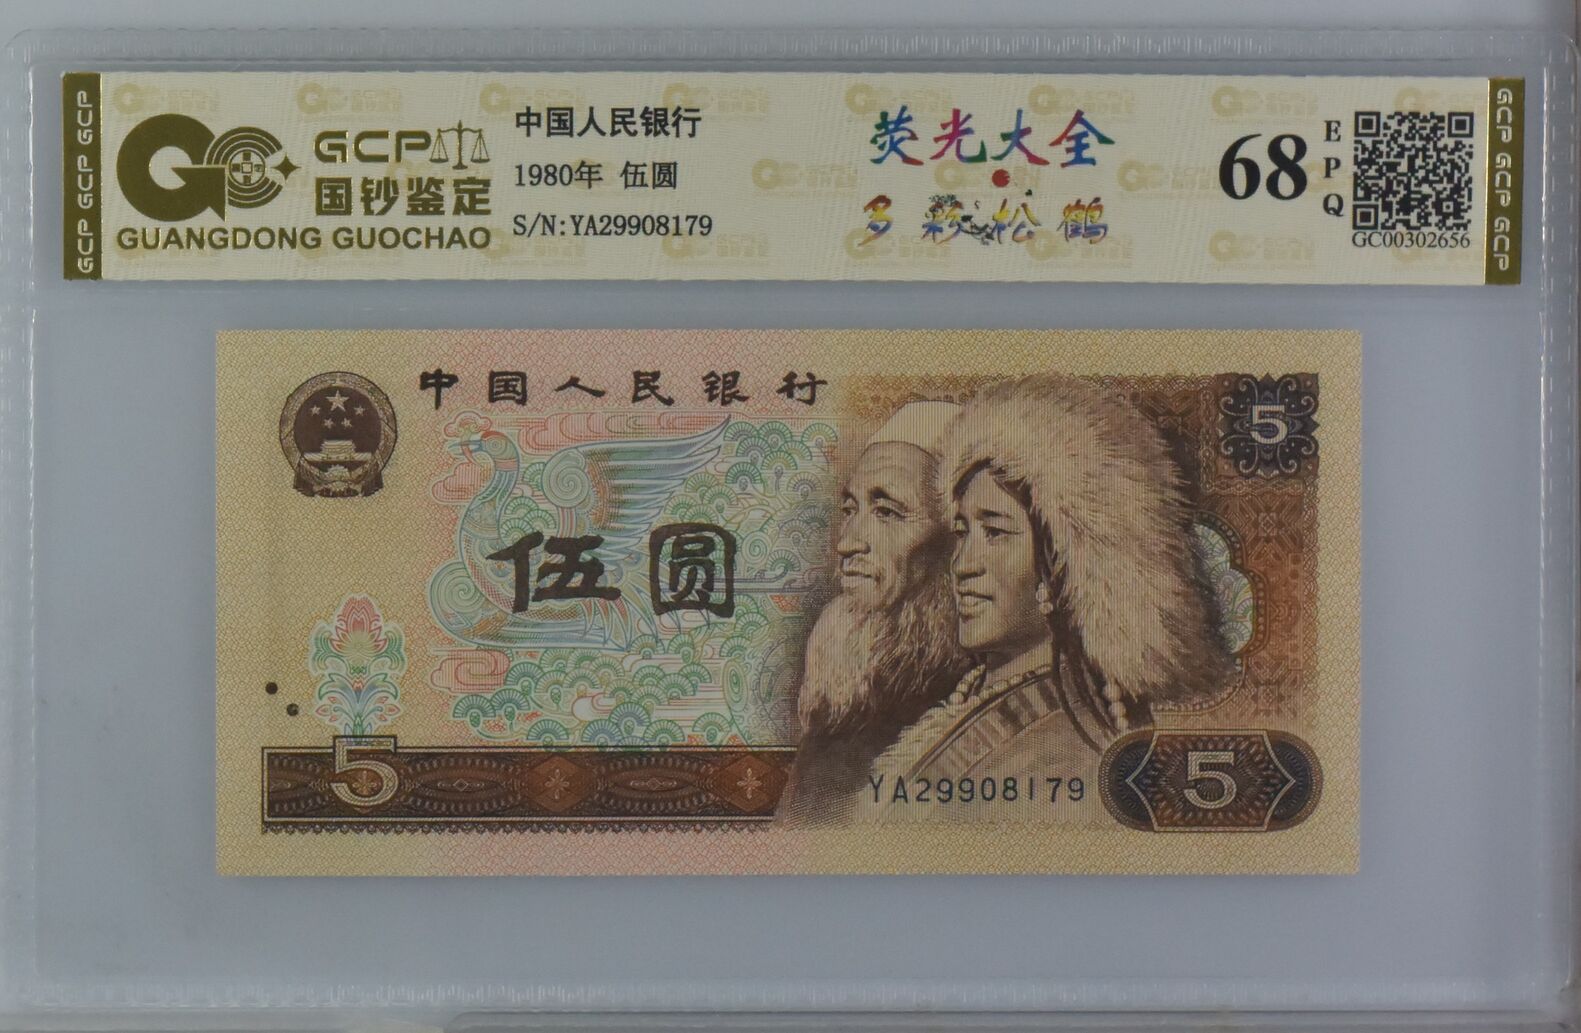 GCP GCP GCP
GCP
国钞鉴定
GUANGDONG GUOCHAO
中国人民银行
1980年 伍圆
S/N:YA29908179
荧光大全
多彩松鹤
68
EPQ
GC00302656
GCP GCP GCP
中国人民银行
5
伍圆
5
YA29908179
5